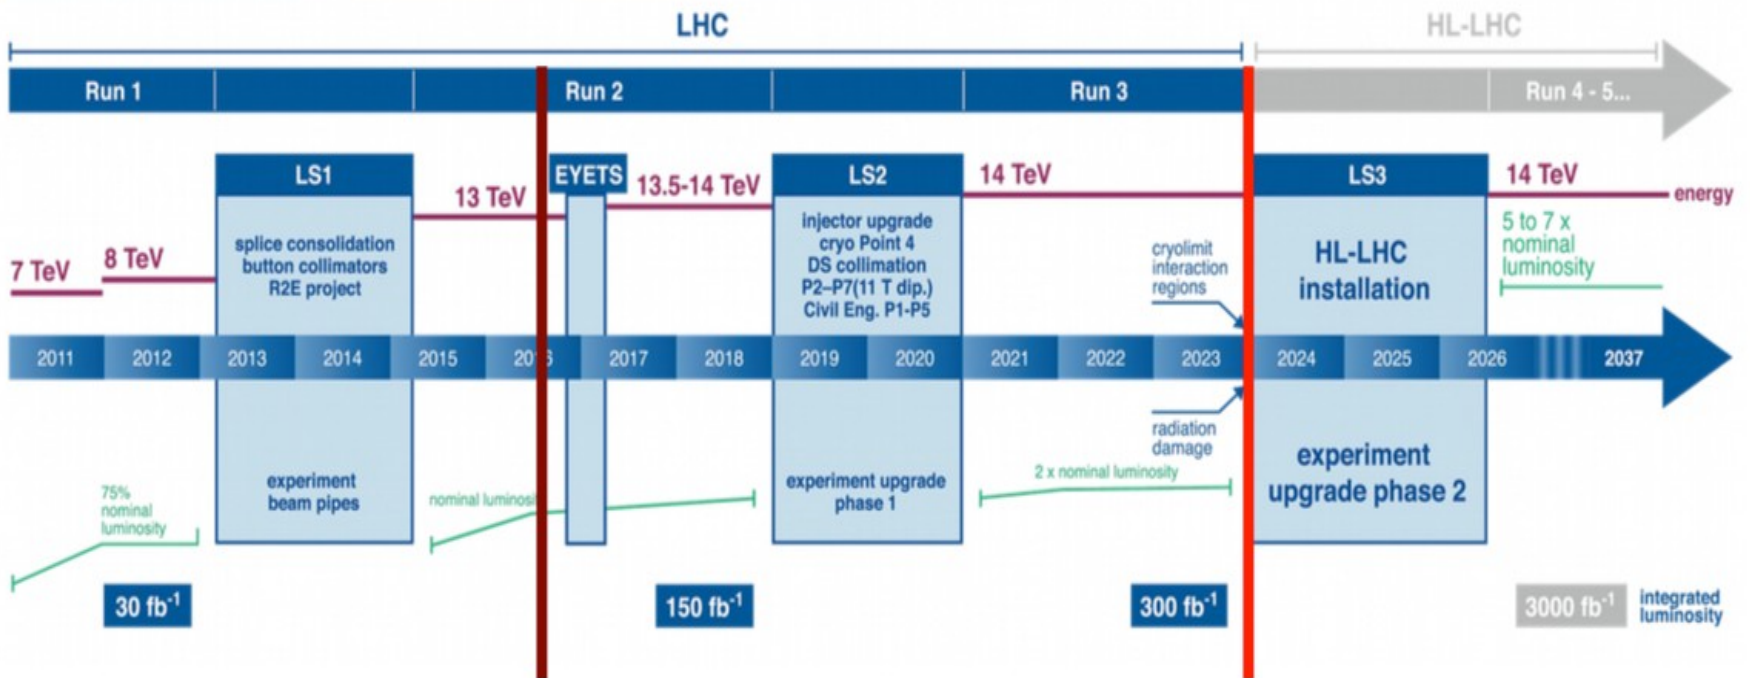 LHC
HL-LHC
Run 1
Run 2
Run 3
Run 4 - 5...
LS1
EYETS
LS2
LS3
7 TeV
8 TeV
13 TeV
13.5-14 TeV
14 TeV
14 TeV
energy
splice consolidation
button collimators
R2E project
injector upgrade
cryo Point 4
DS collimation
P2–P7(11 T dip.)
Civil Eng. P1-P5
cryolimit
interaction
regions
HL-LHC
installation
5 to 7 x
nominal
luminosity
2011
2012
2013
2014
2015
2016
2017
2018
2019
2020
2021
2022
2023
2024
2025
2026
2037
radiation
damage
75%
nominal
luminosity
experiment
beam pipes
nominal luminosit
experiment upgrade
phase 1
2 x nominal luminosity
experiment
upgrade phase 2
30 fb⁻¹
150 fb⁻¹
300 fb⁻¹
3000 fb⁻¹
integrated
luminosity